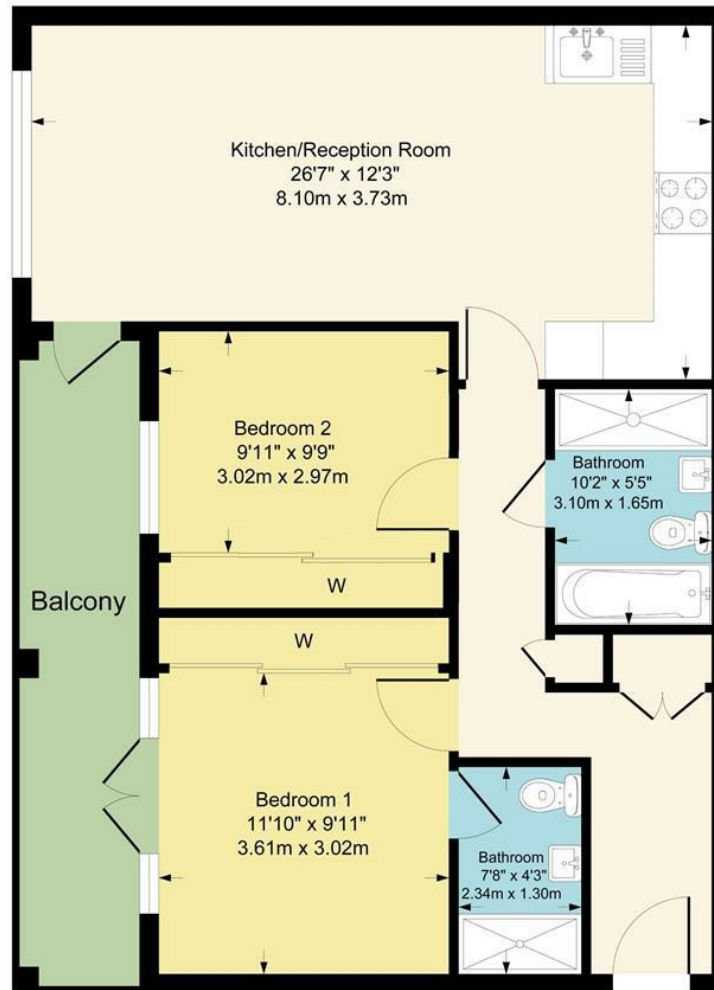 Kitchen/Reception Room
26'7" x 12'3"
8.10m x 3.73m
Bedroom 2
9'11" x 9'9"
3.02m x 2.97m
W
Bathroom
10'2" x 5'5"
3.10m x 1.65m
Balcony
W
Bedroom 1
11'10" x 9'11"
3.61m x 3.02m
Bathroom
7'8" x 4'3"
2.34m x 1.30m